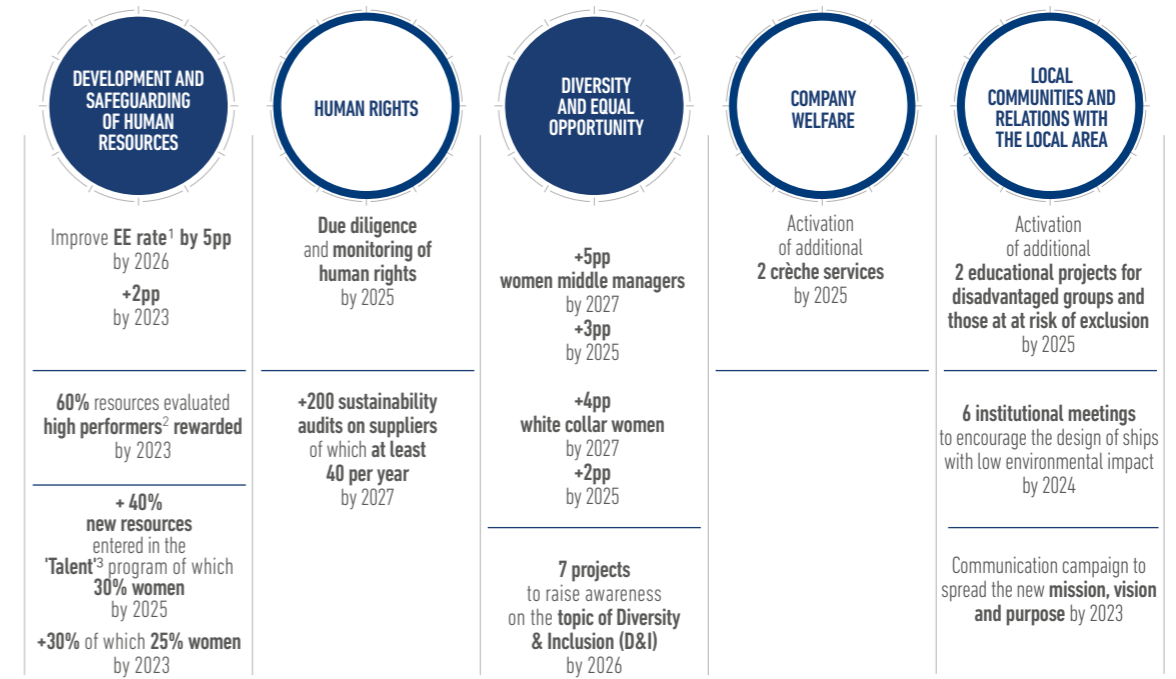 DEVELOPMENT AND
SAFEGUARDING
OF HUMAN
RESOURCES
Improve EE rate¹ by 5pp
by 2026
+2pp
by 2023
60% resources evaluated
high performers² rewarded
by 2023
+ 40%
new resources
entered in the
'Talent'³ program of which
30% women
by 2025
+30% of which 25% women
by 2023
HUMAN RIGHTS
Due diligence
and monitoring of
human rights
by 2025
+200 sustainability
audits on suppliers
of which at least
40 per year
by 2027
DIVERSITY
AND EQUAL
OPPORTUNITY
+5pp
women middle managers
by 2027
+3pp
by 2025
+4pp
white collar women
by 2027
+2pp
by 2025
7 projects
to raise awareness
on the topic of Diversity
& Inclusion (D&I)
by 2026
COMPANY
WELFARE
Activation
of additional
2 crèche services
by 2025
LOCAL
COMMUNITIES AND
RELATIONS WITH
THE LOCAL AREA
Activation
of additional
2 educational projects for
disadvantaged groups and
those at at risk of exclusion
by 2025
6 institutional meetings
to encourage the design of ships
with low environmental impact
by 2024
Communication campaign to
spread the new mission, vision
and purpose by 2023